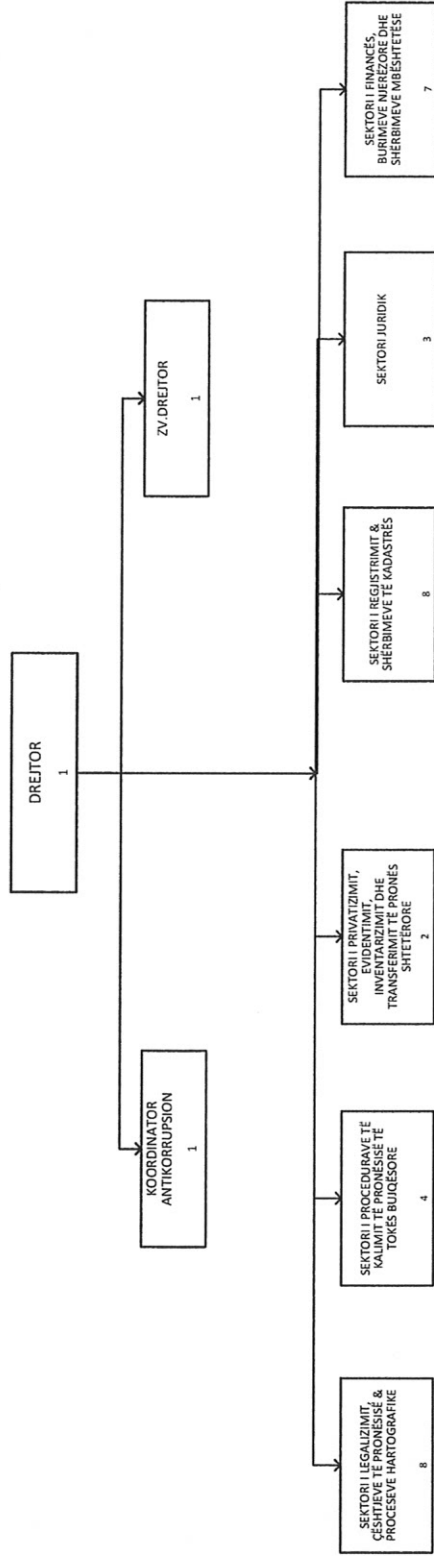 DREJTOR
1
KOORDINATOR
ANTIKORRUPSION
1
ZV.DREJTOR
1
SEKTORI I LEGALIZIMIT,
ÇËSHTJEVE TË PRONËSISË &
PROCESEVE HARTOGRAFIKE
8
SEKTORI I PROCEDURAVE TË
KALIMIT TË PRONËSISË TË
TOKËS BUJQËSORE
4
SEKTORI I PRIVATIZIMIT,
EVIDENTIMIT,
INVENTARIZIMIT DHE
TRANSFERIMIT TË PRONËS
SHTETËRORE
2
SEKTORI I REGJISTRIMIT &
SHËRBIMEVE TË KADASTRËS
8
SEKTORI JURIDIK
3
SEKTORI I FINANCËS,
BURIMEVE NJERËZORE DHE
SHËRBIMEVE MBËSHTETËSE
7